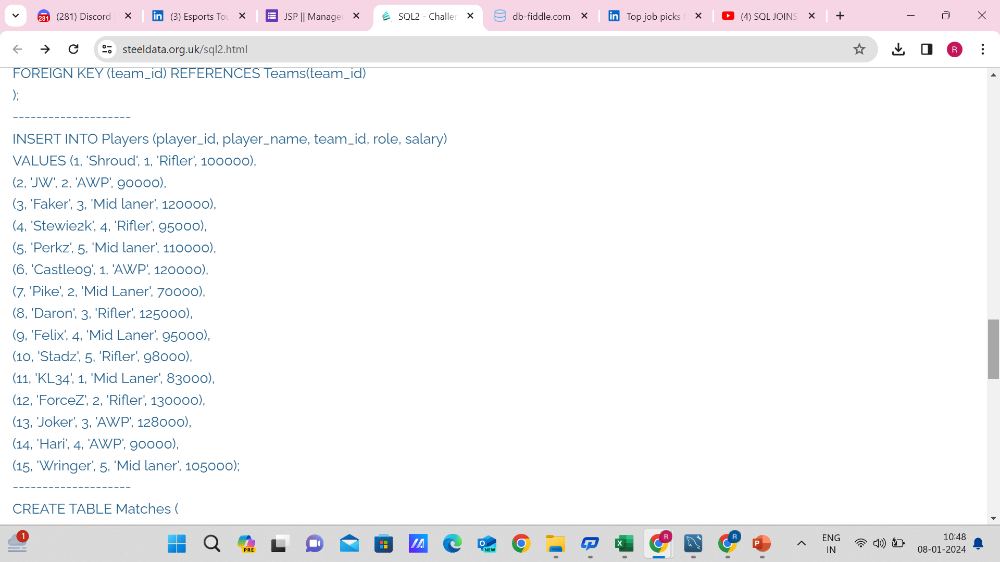 (281) Discord
(3) Esports Tou
JSP || Manage
SQL2 - Challen
db-fiddle.com
Top job picks f
(4) SQL JOINS
281
steeldata.org.uk/sql2.html
R
FOREIGN KEY (team_id) REFERENCES Teams(team_id)
);
--------------------
INSERT INTO Players (player_id, player_name, team_id, role, salary)
VALUES (1, 'Shroud', 1, 'Rifler', 100000),
(2, 'JW', 2, 'AWP', 90000),
(3, 'Faker', 3, 'Mid laner', 120000),
(4, 'Stewie2k', 4, 'Rifler', 95000),
(5, 'Perkz', 5, 'Mid laner', 110000),
(6, 'Castle09', 1, 'AWP', 120000),
(7, 'Pike', 2, 'Mid Laner', 70000),
(8, 'Daron', 3, 'Rifler', 125000),
(9, 'Felix', 4, 'Mid Laner', 95000),
(10, 'Stadz', 5, 'Rifler', 98000),
(11, 'KL34', 1, 'Mid Laner', 83000),
(12, 'ForceZ', 2, 'Rifler', 130000),
(13, 'Joker', 3, 'AWP', 128000),
(14, 'Hari', 4, 'AWP', 90000),
(15, 'Wringer', 5, 'Mid laner', 105000);
--------------------
CREATE TABLE Matches (
1
PRE
NEW
R
R
ENG
IN
10:48
08-01-2024